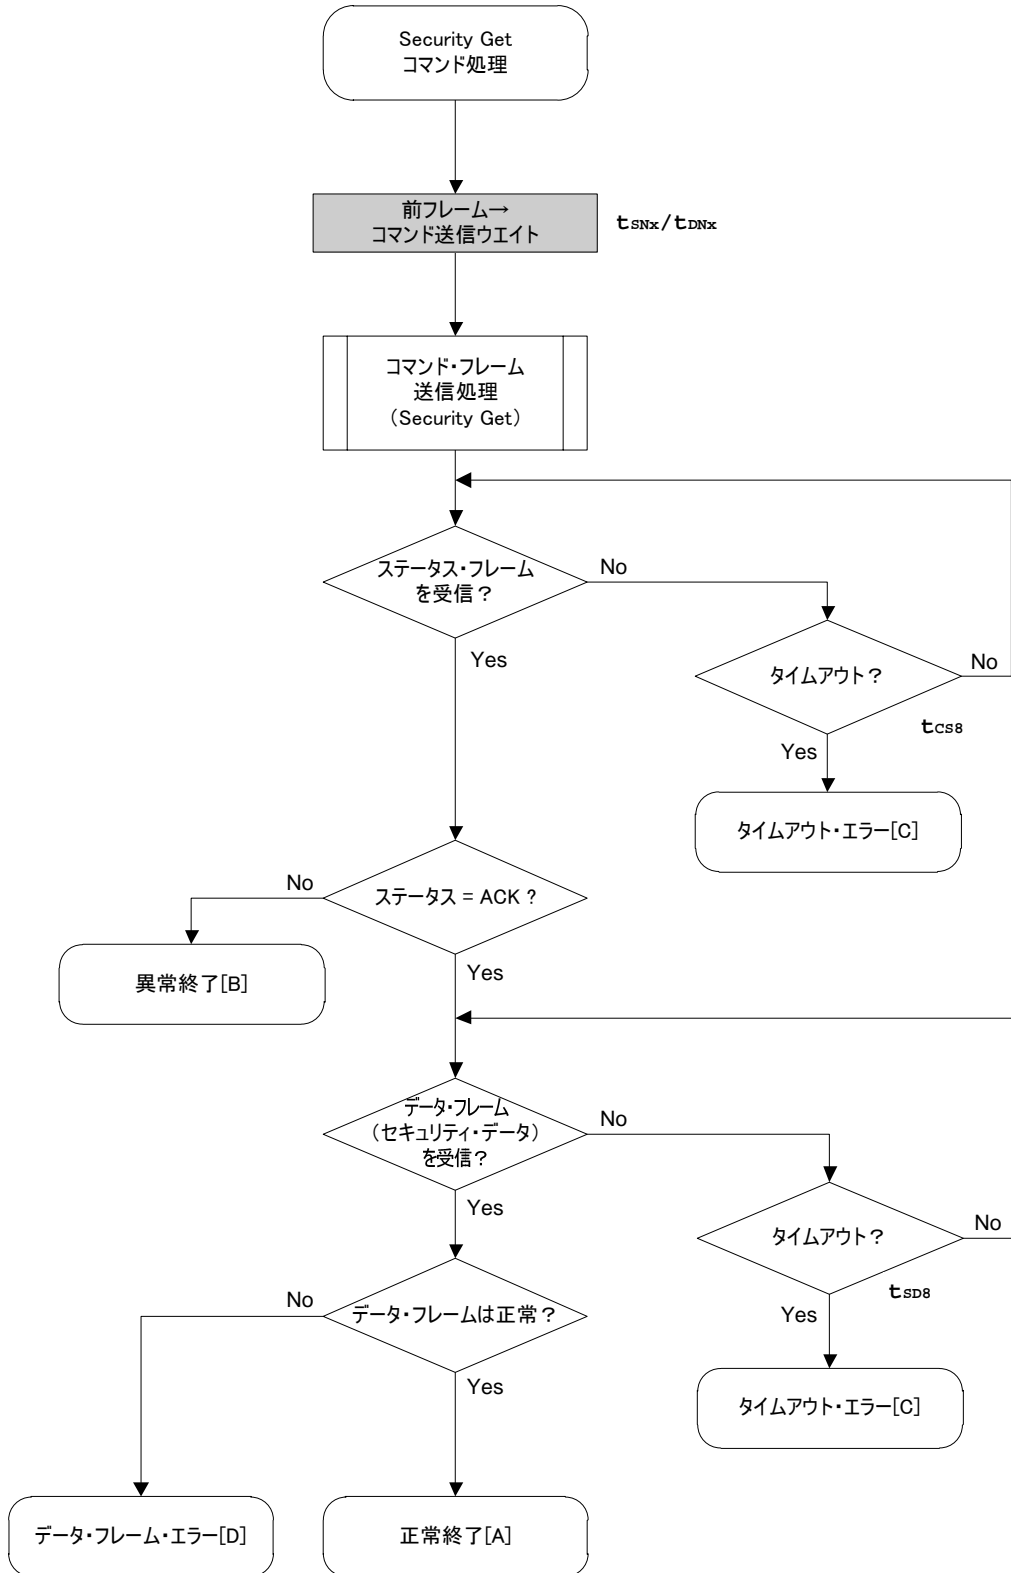 Security Get
コマンド処理
前フレーム→
コマンド送信ウエイト
tSNx/tDNx
コマンド・フレーム
送信処理
（Security Get）
ステータス・フレーム
を受信？
No
Yes
タイムアウト？
No
tCS8
Yes
タイムアウト・エラー[C]
ステータス = ACK ?
No
異常終了[B]
Yes
データ・フレーム
（セキュリティ・データ）
を受信？
No
Yes
タイムアウト？
No
tSD8
Yes
タイムアウト・エラー[C]
データ・フレームは正常？
No
Yes
データ・フレーム・エラー[D]
正常終了[A]